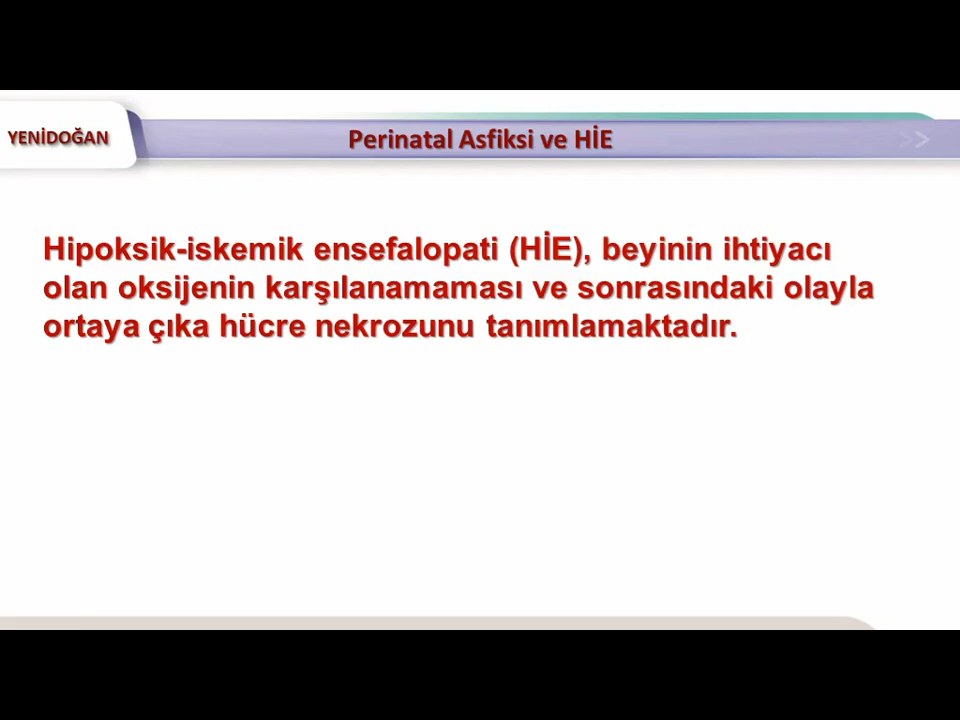 YENİDOĞAN
Perinatal Asfiksi ve HİE
Hipoksik-iskemik ensefalopati (HİE), beyinin ihtiyacı
olan oksijenin karşılanamaması ve sonrasındaki olayla
ortaya çıka hücre nekrozunu tanımlamaktadır.